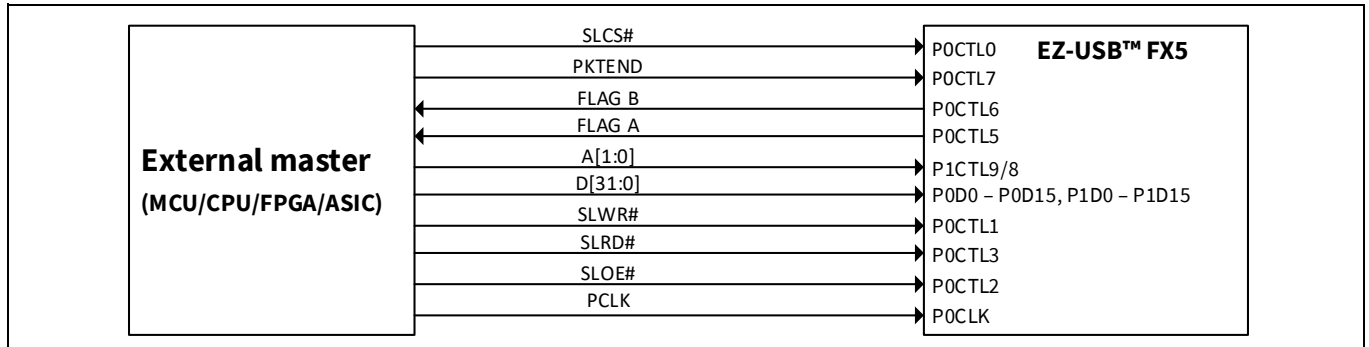 SLCS#
P0CTL0
EZ-USB™ FX5
PKTEND
P0CTL7
FLAG B
P0CTL6
FLAG A
P0CTL5
External master
(MCU/CPU/FPGA/ASIC)
A[1:0]
P1CTL9/8
D[31:0]
P0D0 – P0D15, P1D0 – P1D15
SLWR#
P0CTL1
SLRD#
P0CTL3
SLOE#
P0CTL2
PCLK
P0CLK